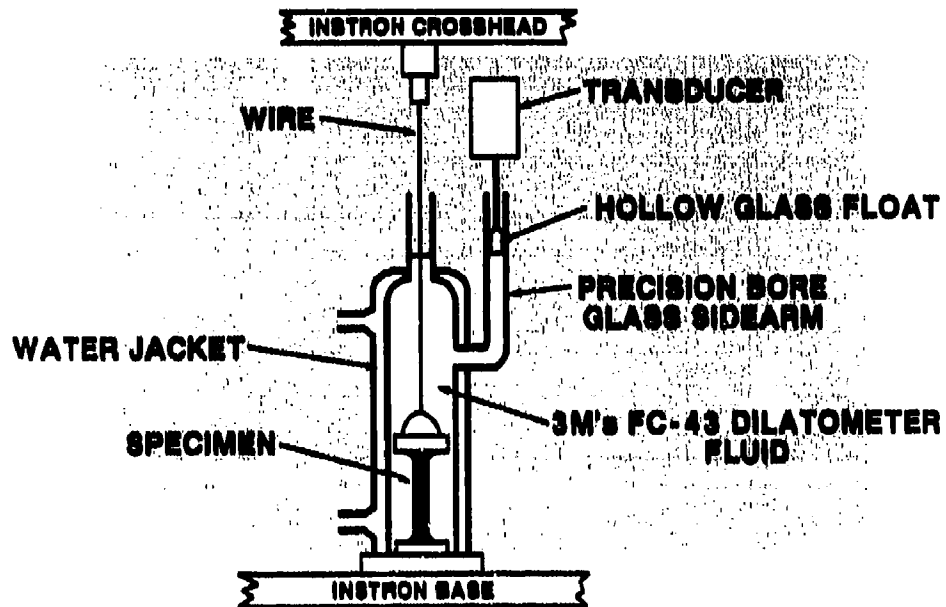 INSTRON CROSSHEAD
TRANSDUCER
WIRE
HOLLOW GLASS FLOAT
PRECISION BORE
GLASS SIDEARM
WATER JACKET
3M's FC-43 DILATOMETER
FLUID
SPECIMEN
INSTRON BASE